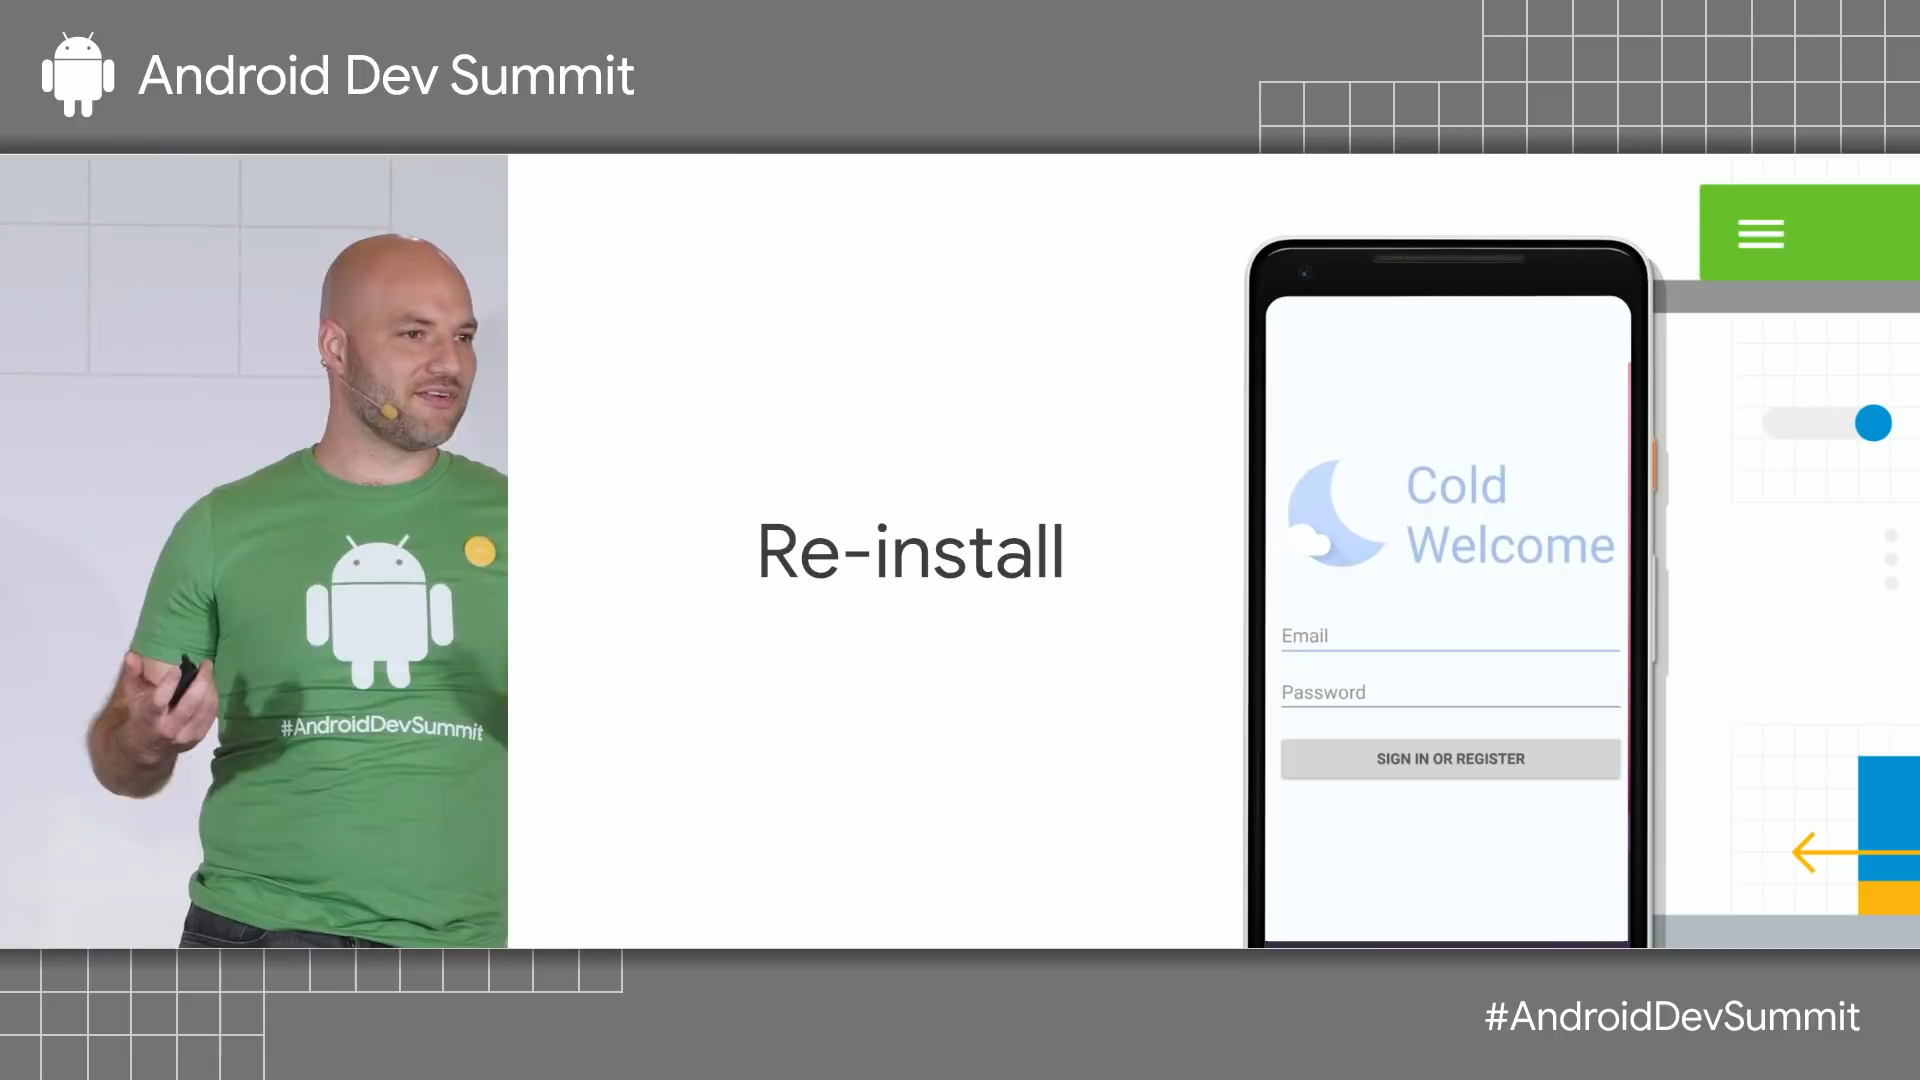 Android Dev Summit
Re-install
Cold
Welcome
Email
Password
SIGN IN OR REGISTER
#AndroidDevSummit
#AndroidDevSummit